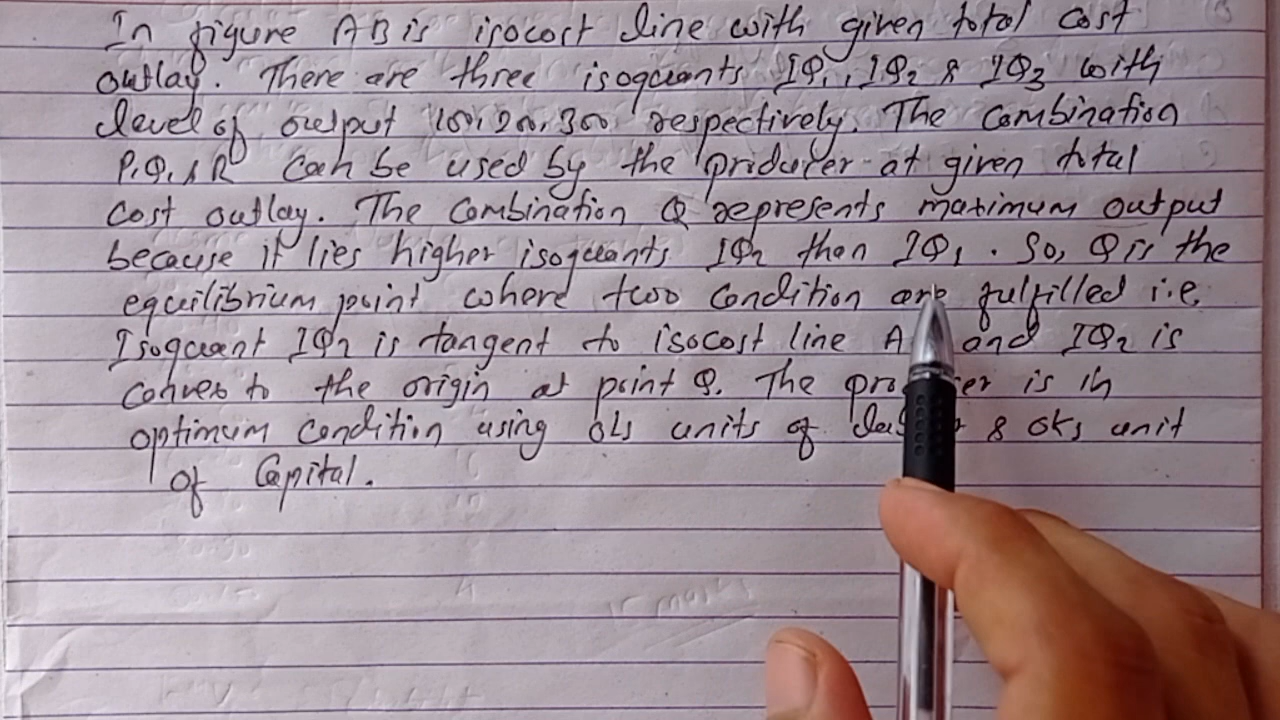 In figure AB is isocost line with given total cost
outlay. There are three isoquants IQ1, IQ2 & IQ3 with
level of output 100, 200, 300 respectively. The Combination
P, Q, & R can be used by the producer at given total
cost outlay. The combination Q represents maximum output
because it lies higher isoquants IQ2 than IQ1. So, Q is the
equilibrium point where two condition are fulfilled i.e.
Isoquant IQ2 is tangent to isocost line A and IQ2 is
convex to the origin at point Q. The is in
optimum condition using units of & unit
of Capital.